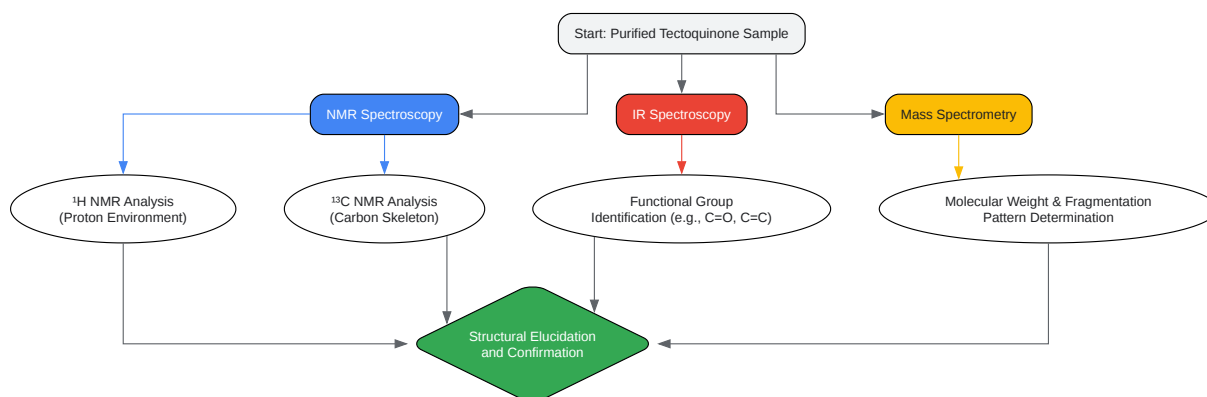 Start: Purified Tectoquinone Sample
NMR Spectroscopy
IR Spectroscopy
Mass Spectrometry
¹H NMR Analysis
(Proton Environment)
¹³C NMR Analysis
(Carbon Skeleton)
Functional Group
Identification (e.g., C=O, C=C)
Molecular Weight & Fragmentation
Pattern Determination
Structural Elucidation
and Confirmation